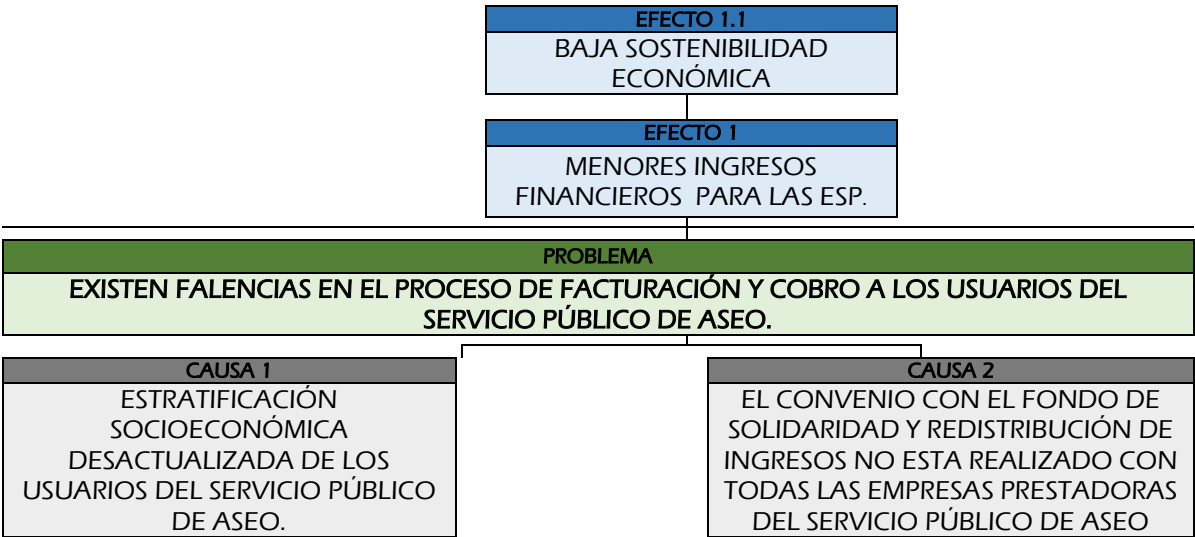 EFECTO 1.1
BAJA SOSTENIBILIDAD
ECONÓMICA
EFECTO 1
MENORES INGRESOS
FINANCIEROS PARA LAS ESP.
PROBLEMA
EXISTEN FALENCIAS EN EL PROCESO DE FACTURACIÓN Y COBRO A LOS USUARIOS DEL
SERVICIO PÚBLICO DE ASEO.
CAUSA 1
ESTRATIFICACIÓN
SOCIOECONÓMICA
DESACTUALIZADA DE LOS
USUARIOS DEL SERVICIO PÚBLICO
DE ASEO.
CAUSA 2
EL CONVENIO CON EL FONDO DE
SOLIDARIDAD Y REDISTRIBUCIÓN DE
INGRESOS NO ESTA REALIZADO CON
TODAS LAS EMPRESAS PRESTADORAS
DEL SERVICIO PÚBLICO DE ASEO